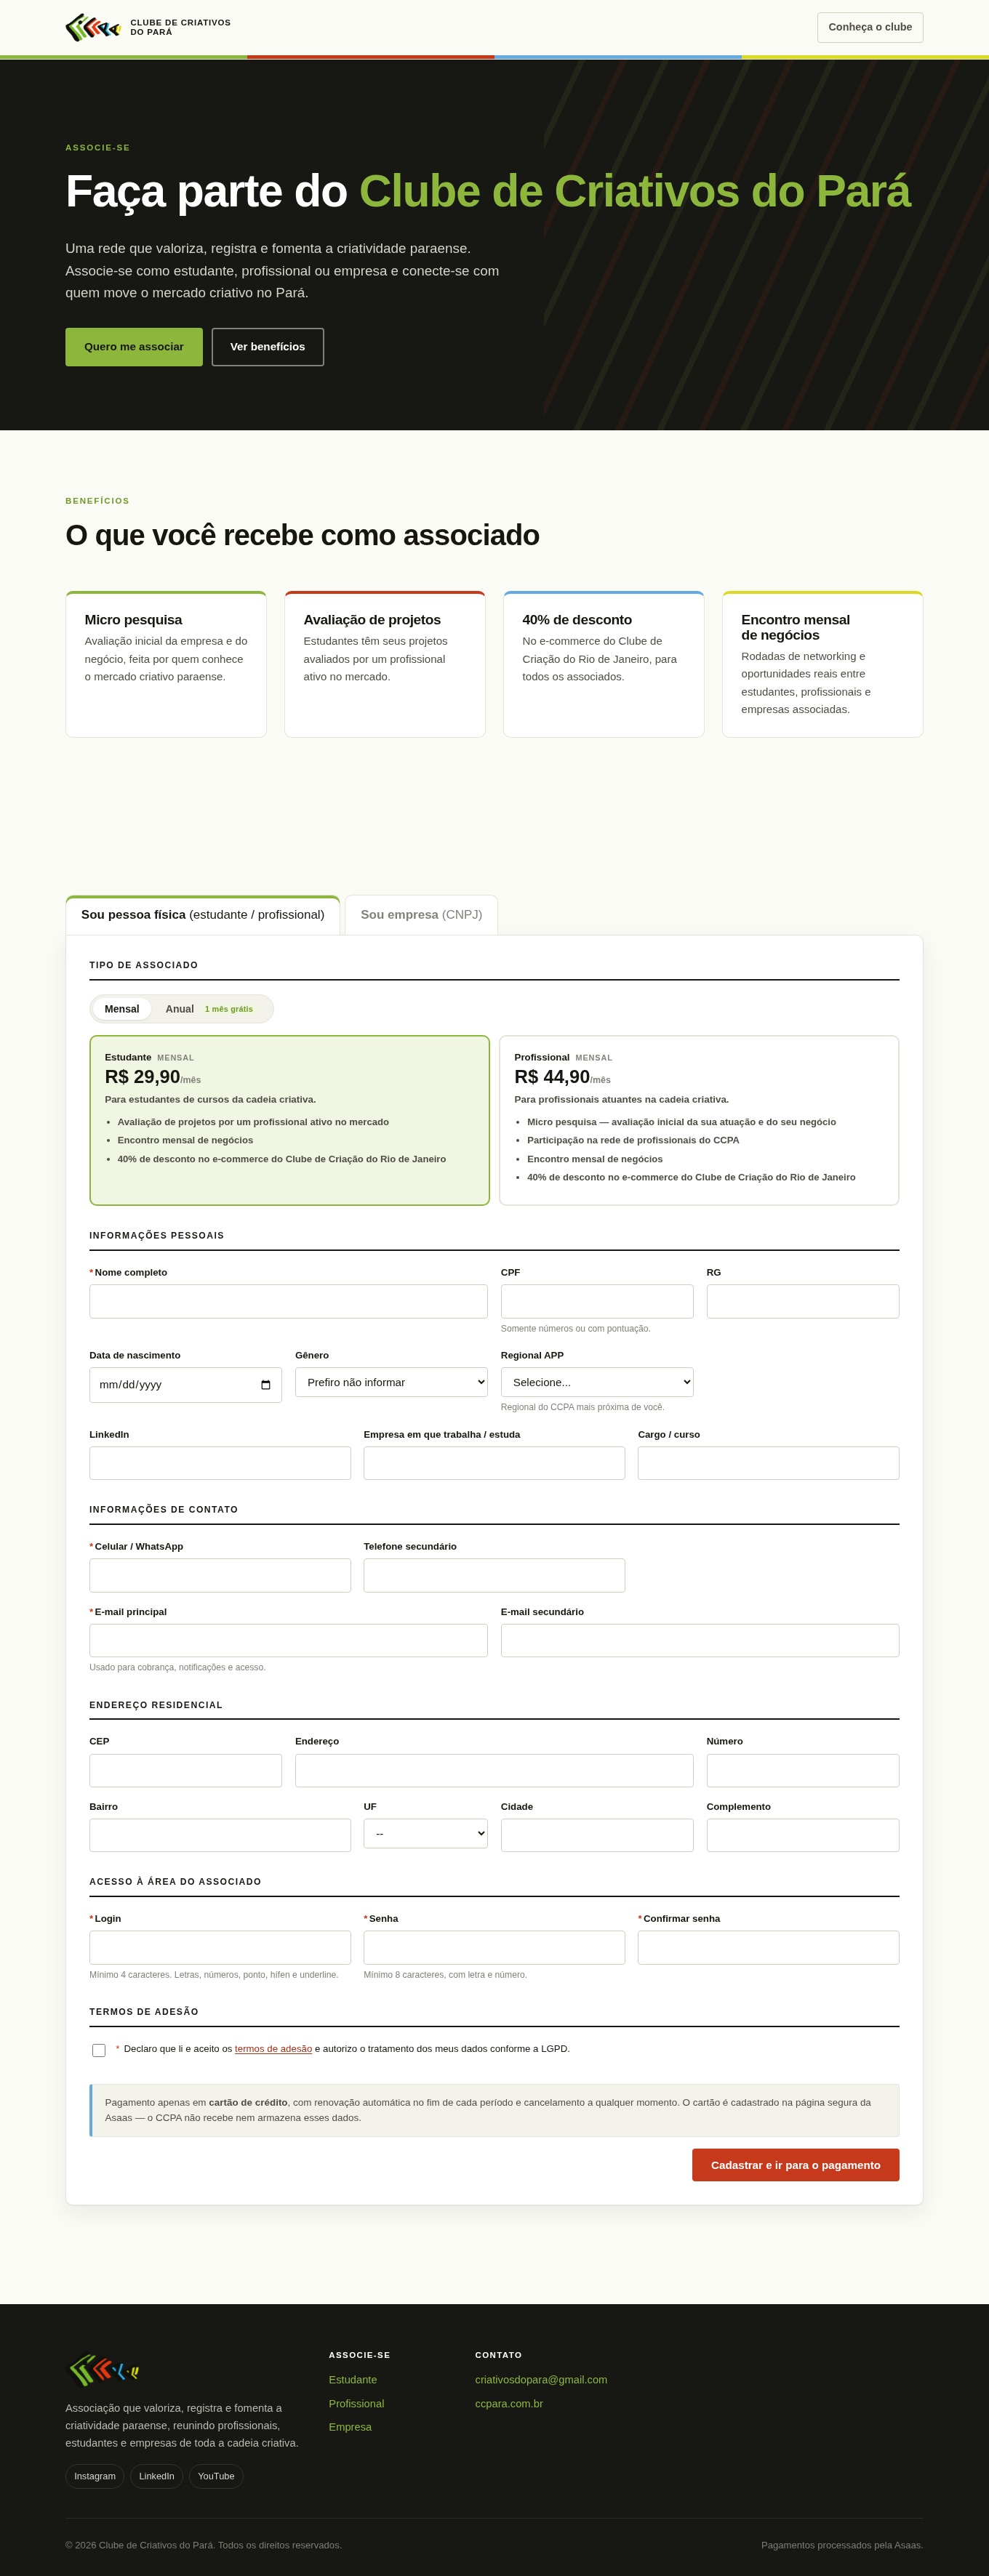 CLUBE DE CRIATIVOS
DO PARÁ
Conheça o clube
ASSOCIE-SE
Faça parte do Clube de Criativos do Pará
Uma rede que valoriza, registra e fomenta a criatividade paraense.
Associe-se como estudante, profissional ou empresa e conecte-se com
quem move o mercado criativo no Pará.
Quero me associar
Ver benefícios
BENEFÍCIOS
O que você recebe como associado
Micro pesquisa
Avaliação inicial da empresa e do
negócio, feita por quem conhece
o mercado criativo paraense.
Avaliação de projetos
Estudantes têm seus projetos
avaliados por um profissional
ativo no mercado.
40% de desconto
No e-commerce do Clube de
Criação do Rio de Janeiro, para
todos os associados.
Encontro mensal
de negócios
Rodadas de networking e
oportunidades reais entre
estudantes, profissionais e
empresas associadas.
Sou pessoa física (estudante / profissional)
Sou empresa (CNPJ)
TIPO DE ASSOCIADO
Mensal
Anual 1 mês grátis
Estudante MENSAL
R$ 29,90/mês
Para estudantes de cursos da cadeia criativa.
• Avaliação de projetos por um profissional ativo no mercado
• Encontro mensal de negócios
• 40% de desconto no e-commerce do Clube de Criação do Rio de Janeiro
Profissional MENSAL
R$ 44,90/mês
Para profissionais atuantes na cadeia criativa.
• Micro pesquisa — avaliação inicial da sua atuação e do seu negócio
• Participação na rede de profissionais do CCPA
• Encontro mensal de negócios
• 40% de desconto no e-commerce do Clube de Criação do Rio de Janeiro
INFORMAÇÕES PESSOAIS
* Nome completo
CPF
Somente números ou com pontuação.
RG
Data de nascimento
mm/dd/yyyy
Gênero
Prefiro não informar
Regional APP
Selecione...
Regional do CCPA mais próxima de você.
LinkedIn
Empresa em que trabalha / estuda
Cargo / curso
INFORMAÇÕES DE CONTATO
* Celular / WhatsApp
Telefone secundário
* E-mail principal
Usado para cobrança, notificações e acesso.
E-mail secundário
ENDEREÇO RESIDENCIAL
CEP
Endereço
Número
Bairro
UF
--
Cidade
Complemento
ACESSO À ÁREA DO ASSOCIADO
* Login
Mínimo 4 caracteres. Letras, números, ponto, hífen e underline.
* Senha
Mínimo 8 caracteres, com letra e número.
* Confirmar senha
TERMOS DE ADESÃO
* Declaro que li e aceito os termos de adesão e autorizo o tratamento dos meus dados conforme a LGPD.
Pagamento apenas em cartão de crédito, com renovação automática no fim de cada período e cancelamento a qualquer momento. O cartão é cadastrado na página segura da
Asaas — o CCPA não recebe nem armazena esses dados.
Cadastrar e ir para o pagamento
Associação que valoriza, registra e fomenta a
criatividade paraense, reunindo profissionais,
estudantes e empresas de toda a cadeia criativa.
Instagram
LinkedIn
YouTube
ASSOCIE-SE
Estudante
Profissional
Empresa
CONTATO
criativosdopara@gmail.com
ccpara.com.br
© 2026 Clube de Criativos do Pará. Todos os direitos reservados.
Pagamentos processados pela Asaas.